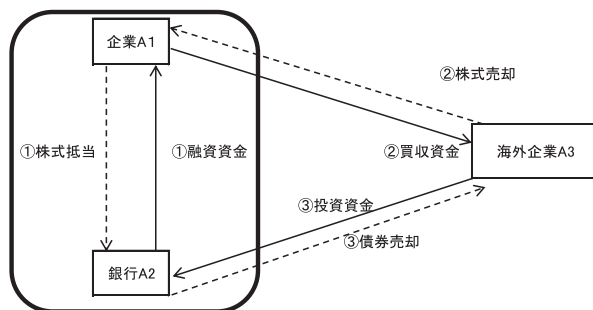 企業A1
②株式売却
①株式抵当
①融資資金
②買収資金
海外企業A3
③投資資金
③債券売却
銀行A2